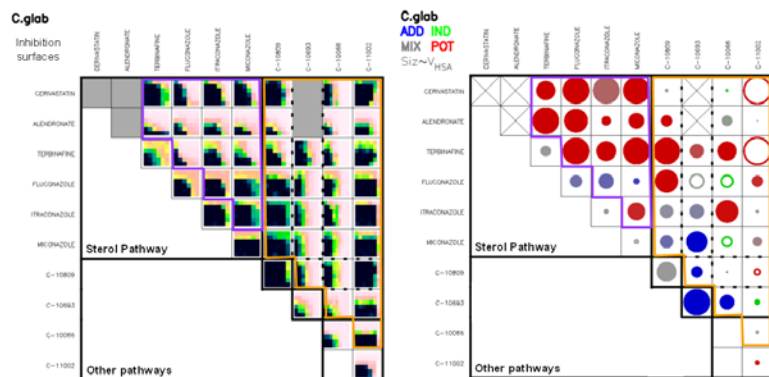 C.glab
Inhibition
surfaces
CERIVASTATIN
ALENDRONATE
TERBINAFINE
FLUCONAZOLE
ITRACONAZOLE
MICONAZOLE
C-10809
C-10693
C-10066
C-11002
CERIVASTATIN
ALENDRONATE
TERBINAFINE
FLUCONAZOLE
ITRACONAZOLE
MICONAZOLE
Sterol Pathway
C-10809
C-10693
C-10066
C-11002
Other pathways
C.glab
ADD IND
MIX POT
Siz~VHSA
CERIVASTATIN
ALENDRONATE
TERBINAFINE
FLUCONAZOLE
ITRACONAZOLE
MICONAZOLE
C-10809
C-10693
C-10066
C-11002
CERIVASTATIN
ALENDRONATE
TERBINAFINE
FLUCONAZOLE
ITRACONAZOLE
MICONAZOLE
Sterol Pathway
C-10809
C-10693
C-10066
C-11002
Other pathways